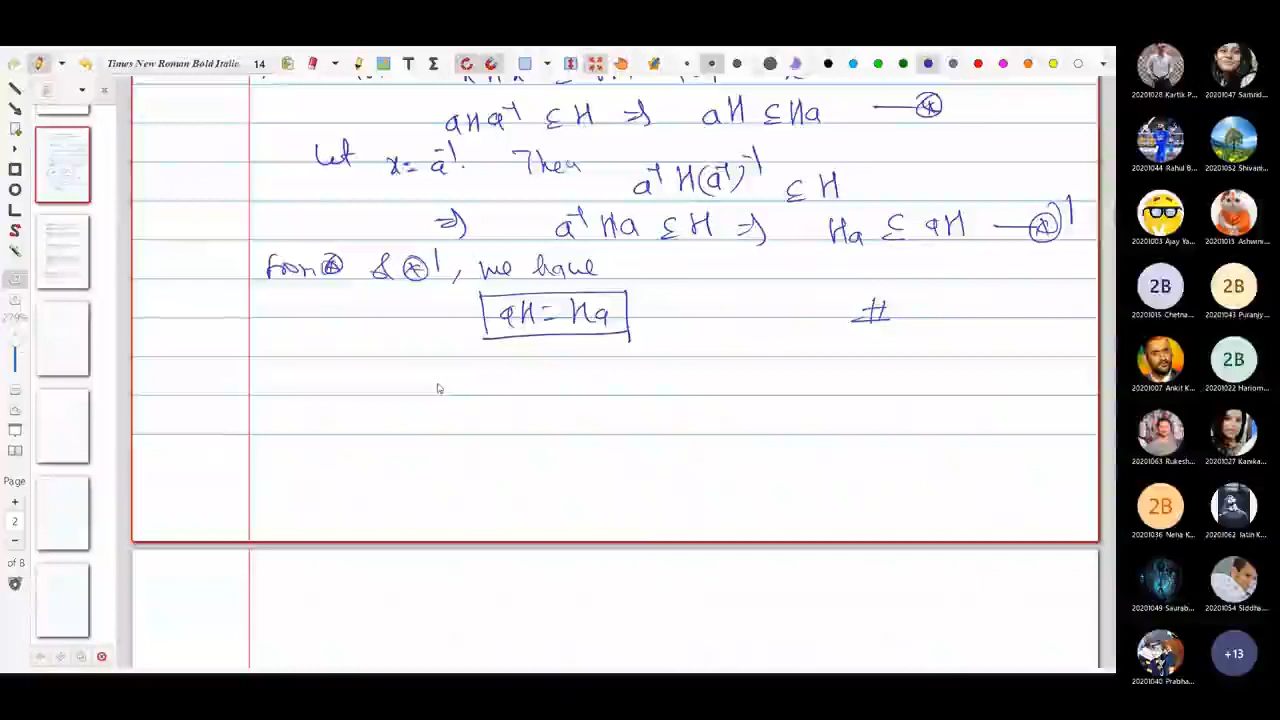 Times New Roman Bold Italic 14
aHa⁻¹ ⊆ H ⇒ aH ⊆ Ha —⊛
Let x = a⁻¹. Then
a⁻¹ H(a⁻¹)⁻¹ ⊆ H
⇒ a⁻¹Ha ⊆ H ⇒ Ha ⊆ aH —⊛'
from ⊛ & ⊛', we have
aH = Ha #
Page
2
of 8
279%
20201028 Kartik P...
20201047 Samrid...
20201044 Rahul B...
20201052 Shivani...
20201003 Ajay Ya...
20201013 Ashwini...
2B
20201015 Chetna...
2B
20201043 Puranjy...
20201007 Ankit K...
2B
20201022 Hariom...
20201063 Rukesh...
20201027 Kanika...
2B
20201036 Neha K...
20201062 Jatin K...
20201049 Saurab...
20201054 Siddha...
20201040 Prabha...
+13